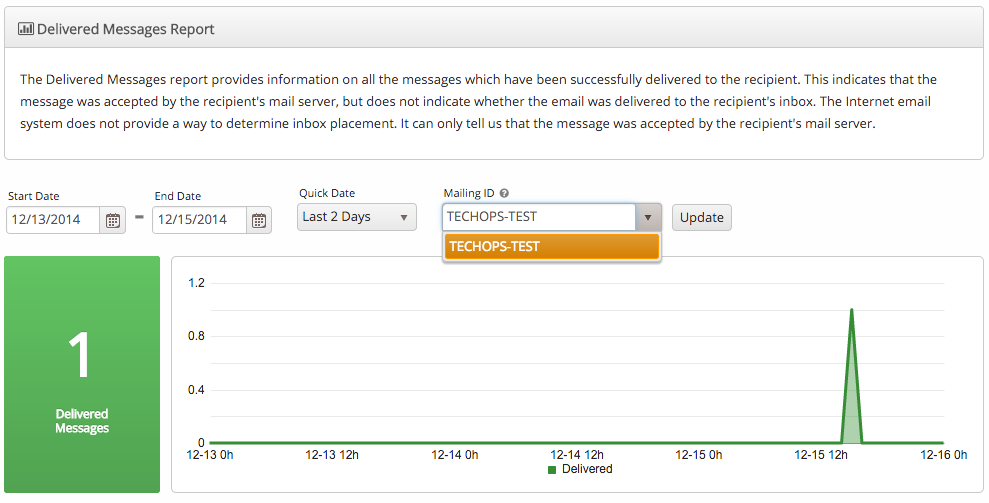 Delivered Messages Report
The Delivered Messages report provides information on all the messages which have been successfully delivered to the recipient. This indicates that the
message was accepted by the recipient's mail server, but does not indicate whether the email was delivered to the recipient's inbox. The Internet email
system does not provide a way to determine inbox placement. It can only tell us that the message was accepted by the recipient's mail server.
Start Date
End Date
Quick Date
Mailing ID ?
12/13/2014
–
12/15/2014
Last 2 Days
TECHOPS-TEST
Update
TECHOPS-TEST
1
Delivered
Messages
1.2
0.8
0.4
0
12-13 0h
12-13 12h
12-14 0h
12-14 12h
12-15 0h
12-15 12h
12-16 0h
Delivered